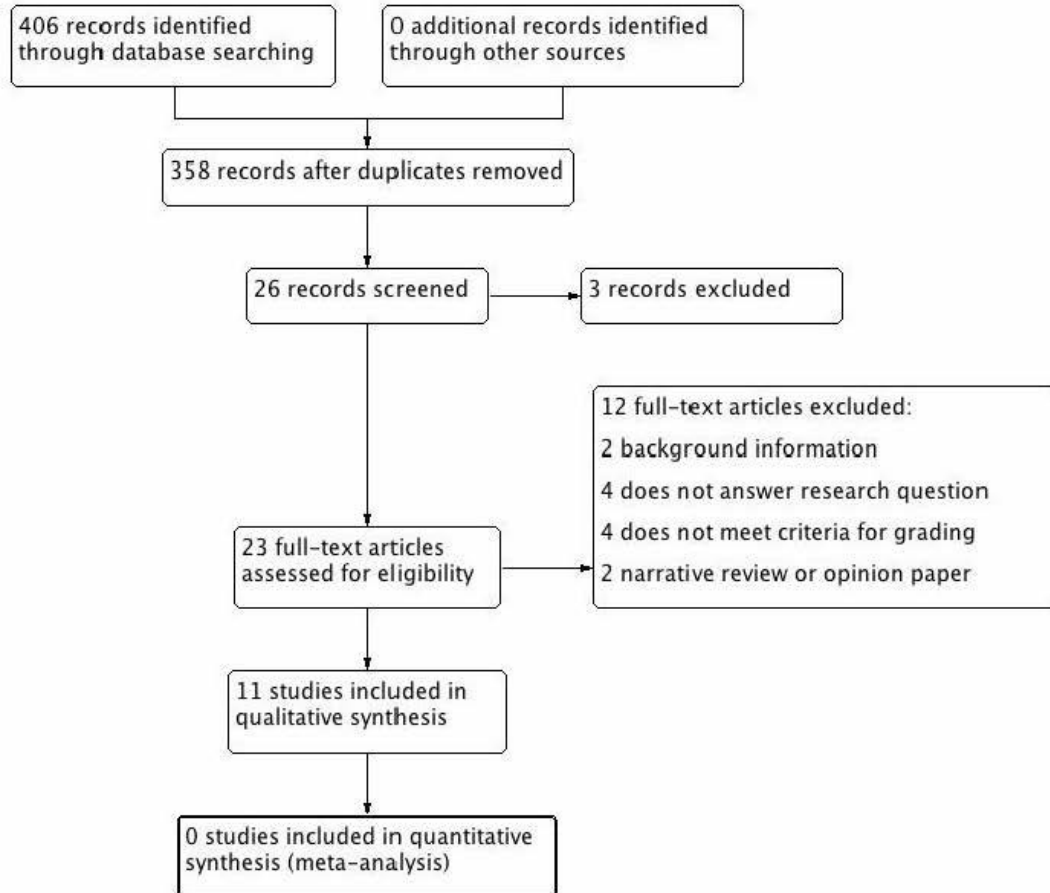 406 records identified
through database searching
0 additional records identified
through other sources
358 records after duplicates removed
26 records screened
3 records excluded
12 full-text articles excluded:
2 background information
4 does not answer research question
4 does not meet criteria for grading
2 narrative review or opinion paper
23 full-text articles
assessed for eligibility
11 studies included in
qualitative synthesis
0 studies included in quantitative
synthesis (meta-analysis)